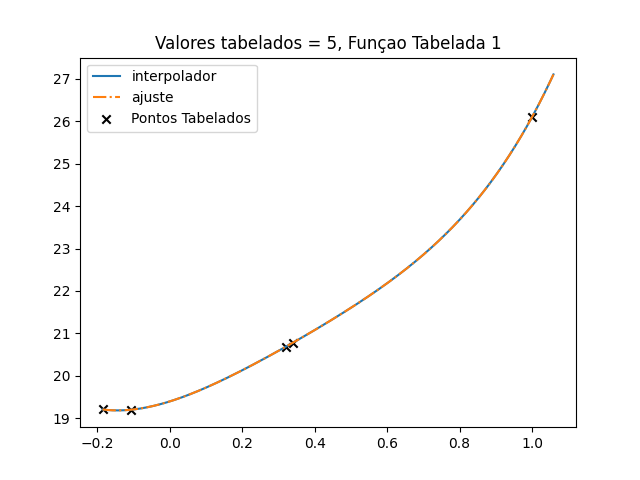 Valores tabelados = 5, Funçao Tabelada 1
interpolador
ajuste
Pontos Tabelados
27
26
25
24
23
22
21
20
19
−0.2 0.0 0.2 0.4 0.6 0.8 1.0